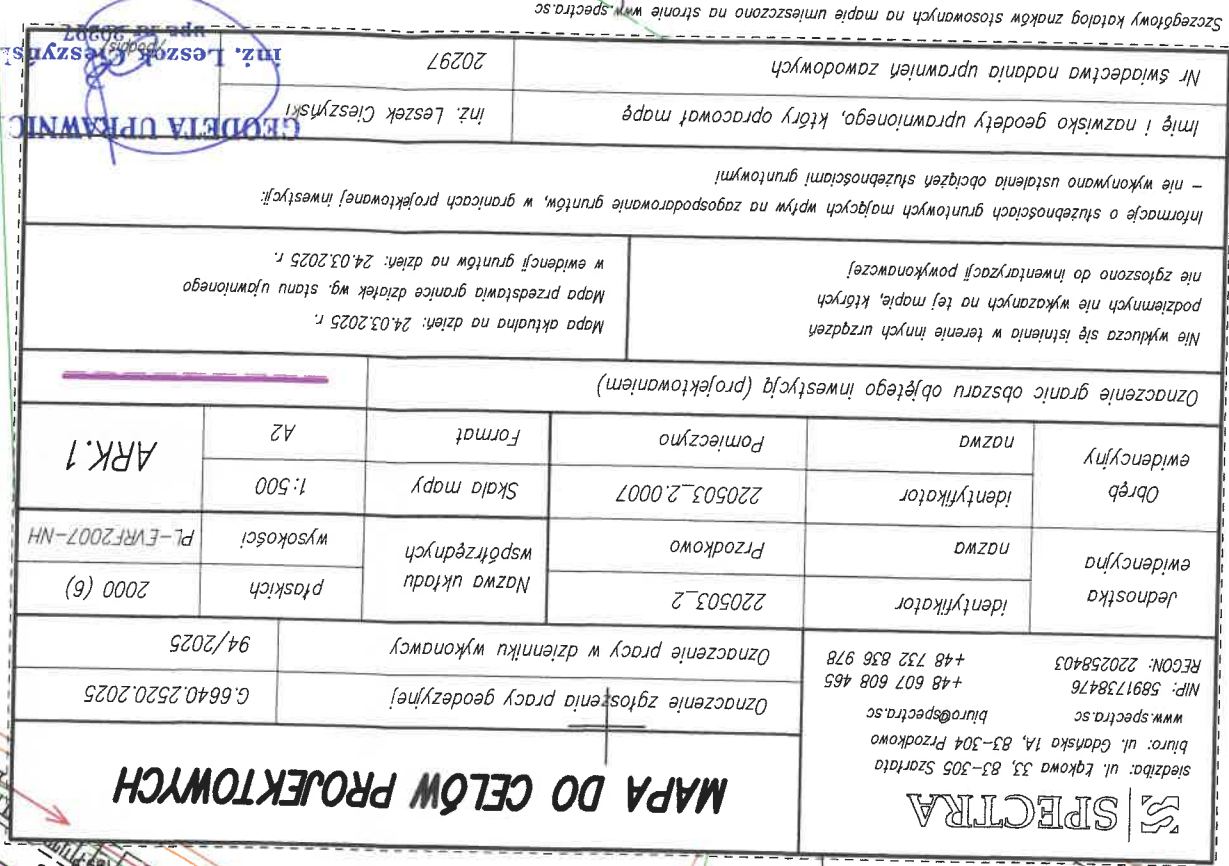 SPECTRA
siedziba: ul. Łąkowa 33, 83-305 Szarłata
biuro: ul. Gdańska 1A, 83-304 Przodkowo
www.spectra.sc biuro@spectra.sc
NIP: 5891738476 +48 607 608 465
RECON: 220258403 +48 732 836 978
MAPA DO CELÓW PROJEKTOWYCH
Oznaczenie zgłoszenia pracy geodezyjnej G.6640.2520.2025
Oznaczenie pracy w dzienniku wykonawcy 94/2025
Jednostka ewidencyjna
identyfikator 220503_2
nazwa Przodkowo
Nazwa układu współrzędnych
płaskich 2000 (6)
wysokości PL-EVRF2007-NH
Obręb ewidencyjny
identyfikator 220503_2.0007
nazwa Pomieczyno
Skala mapy 1:500
Format A2
ARK.1
Oznaczenie granic obszaru objętego inwestycją (projektowaniem)
Nie wyklucza się istnienia w terenie innych urządzeń
podziemnych nie wykazanych na tej mapie, których
nie zgłoszono do inwentaryzacji powykonawczej
Mapa aktualna na dzień: 24.03.2025 r.
Mapa przedstawia granice działek wg. stanu ujawnionego
w ewidencji gruntów na dzień: 24.03.2025 r.
Informacje o służebnościach gruntowych mających wpływ na zagospodarowanie gruntów, w granicach projektowanej inwestycji:
– nie wykonywano ustalenia obciążeń służebnościami gruntowymi
Imię i nazwisko geodety uprawnionego, który opracował mapę inż. Leszek Cieszyński
Nr świadectwa nadania uprawnień zawodowych 20297
(podpis)
GEODETA UPRAWNIO
inż. Leszek Cieszyńsk
upr. nr 20297
Szczegółowy katalog znaków stosowanych na mapie umieszczono na stronie www.spectra.sc